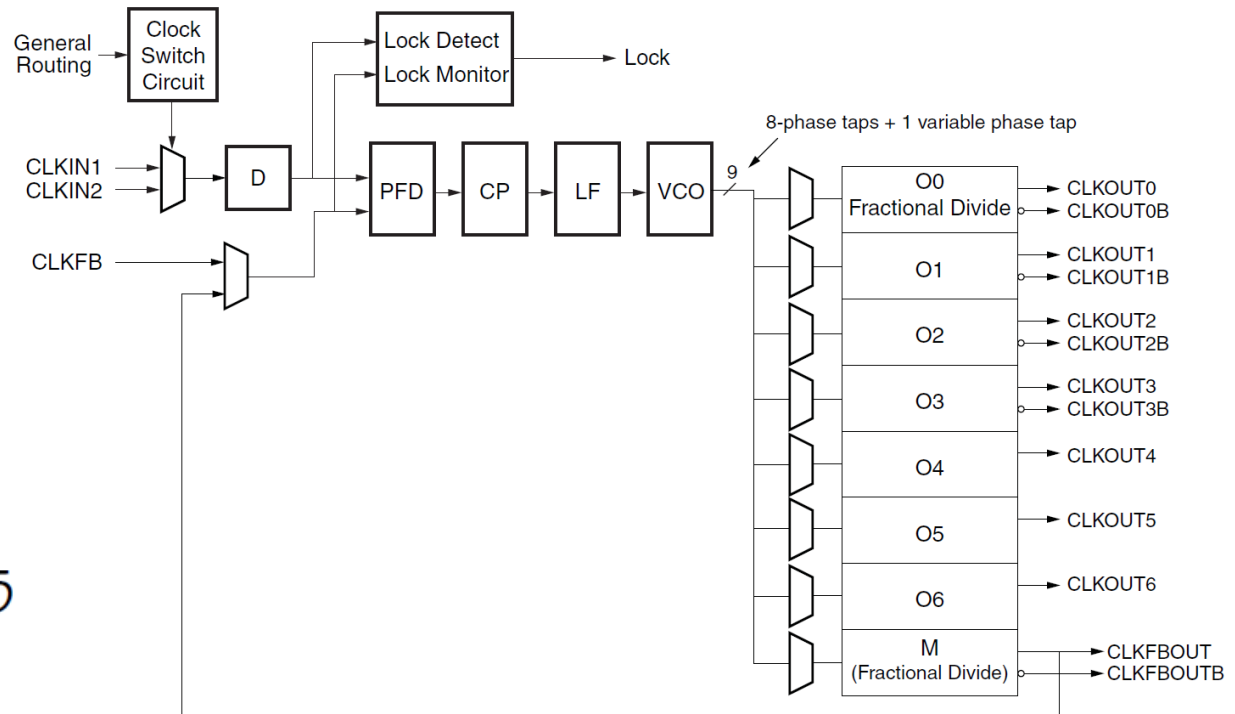 General
Routing
Clock
Switch
Circuit
Lock Detect
Lock Monitor
Lock
8-phase taps + 1 variable phase tap
CLKIN1
CLKIN2
D
PFD
CP
LF
VCO
9
CLKFB
O0
Fractional Divide
CLKOUT0
CLKOUT0B
O1
CLKOUT1
CLKOUT1B
O2
CLKOUT2
CLKOUT2B
O3
CLKOUT3
CLKOUT3B
O4
CLKOUT4
O5
CLKOUT5
O6
CLKOUT6
M
(Fractional Divide)
CLKFBOUT
CLKFBOUTB